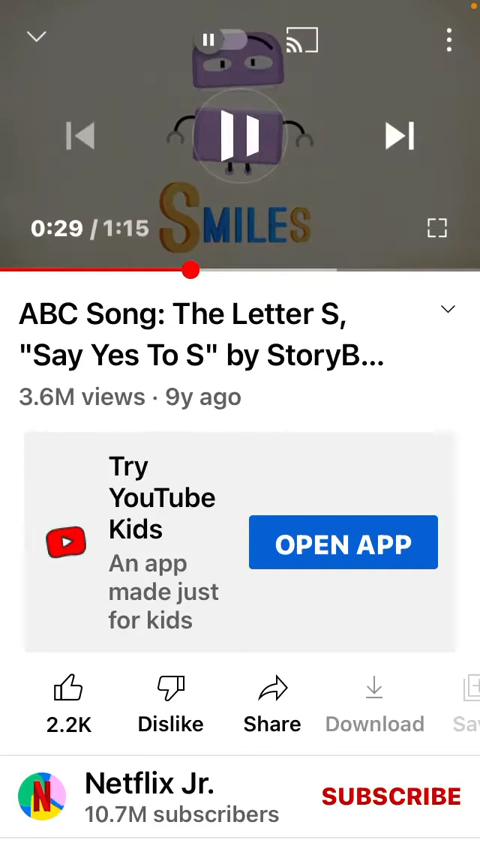 SMILES
0:29 / 1:15
ABC Song: The Letter S,
"Say Yes To S" by StoryB...
3.6M views · 9y ago
Try
YouTube
Kids
An app
made just
for kids
OPEN APP
2.2K
Dislike
Share
Download
Sa
N
Netflix Jr.
10.7M subscribers
SUBSCRIBE